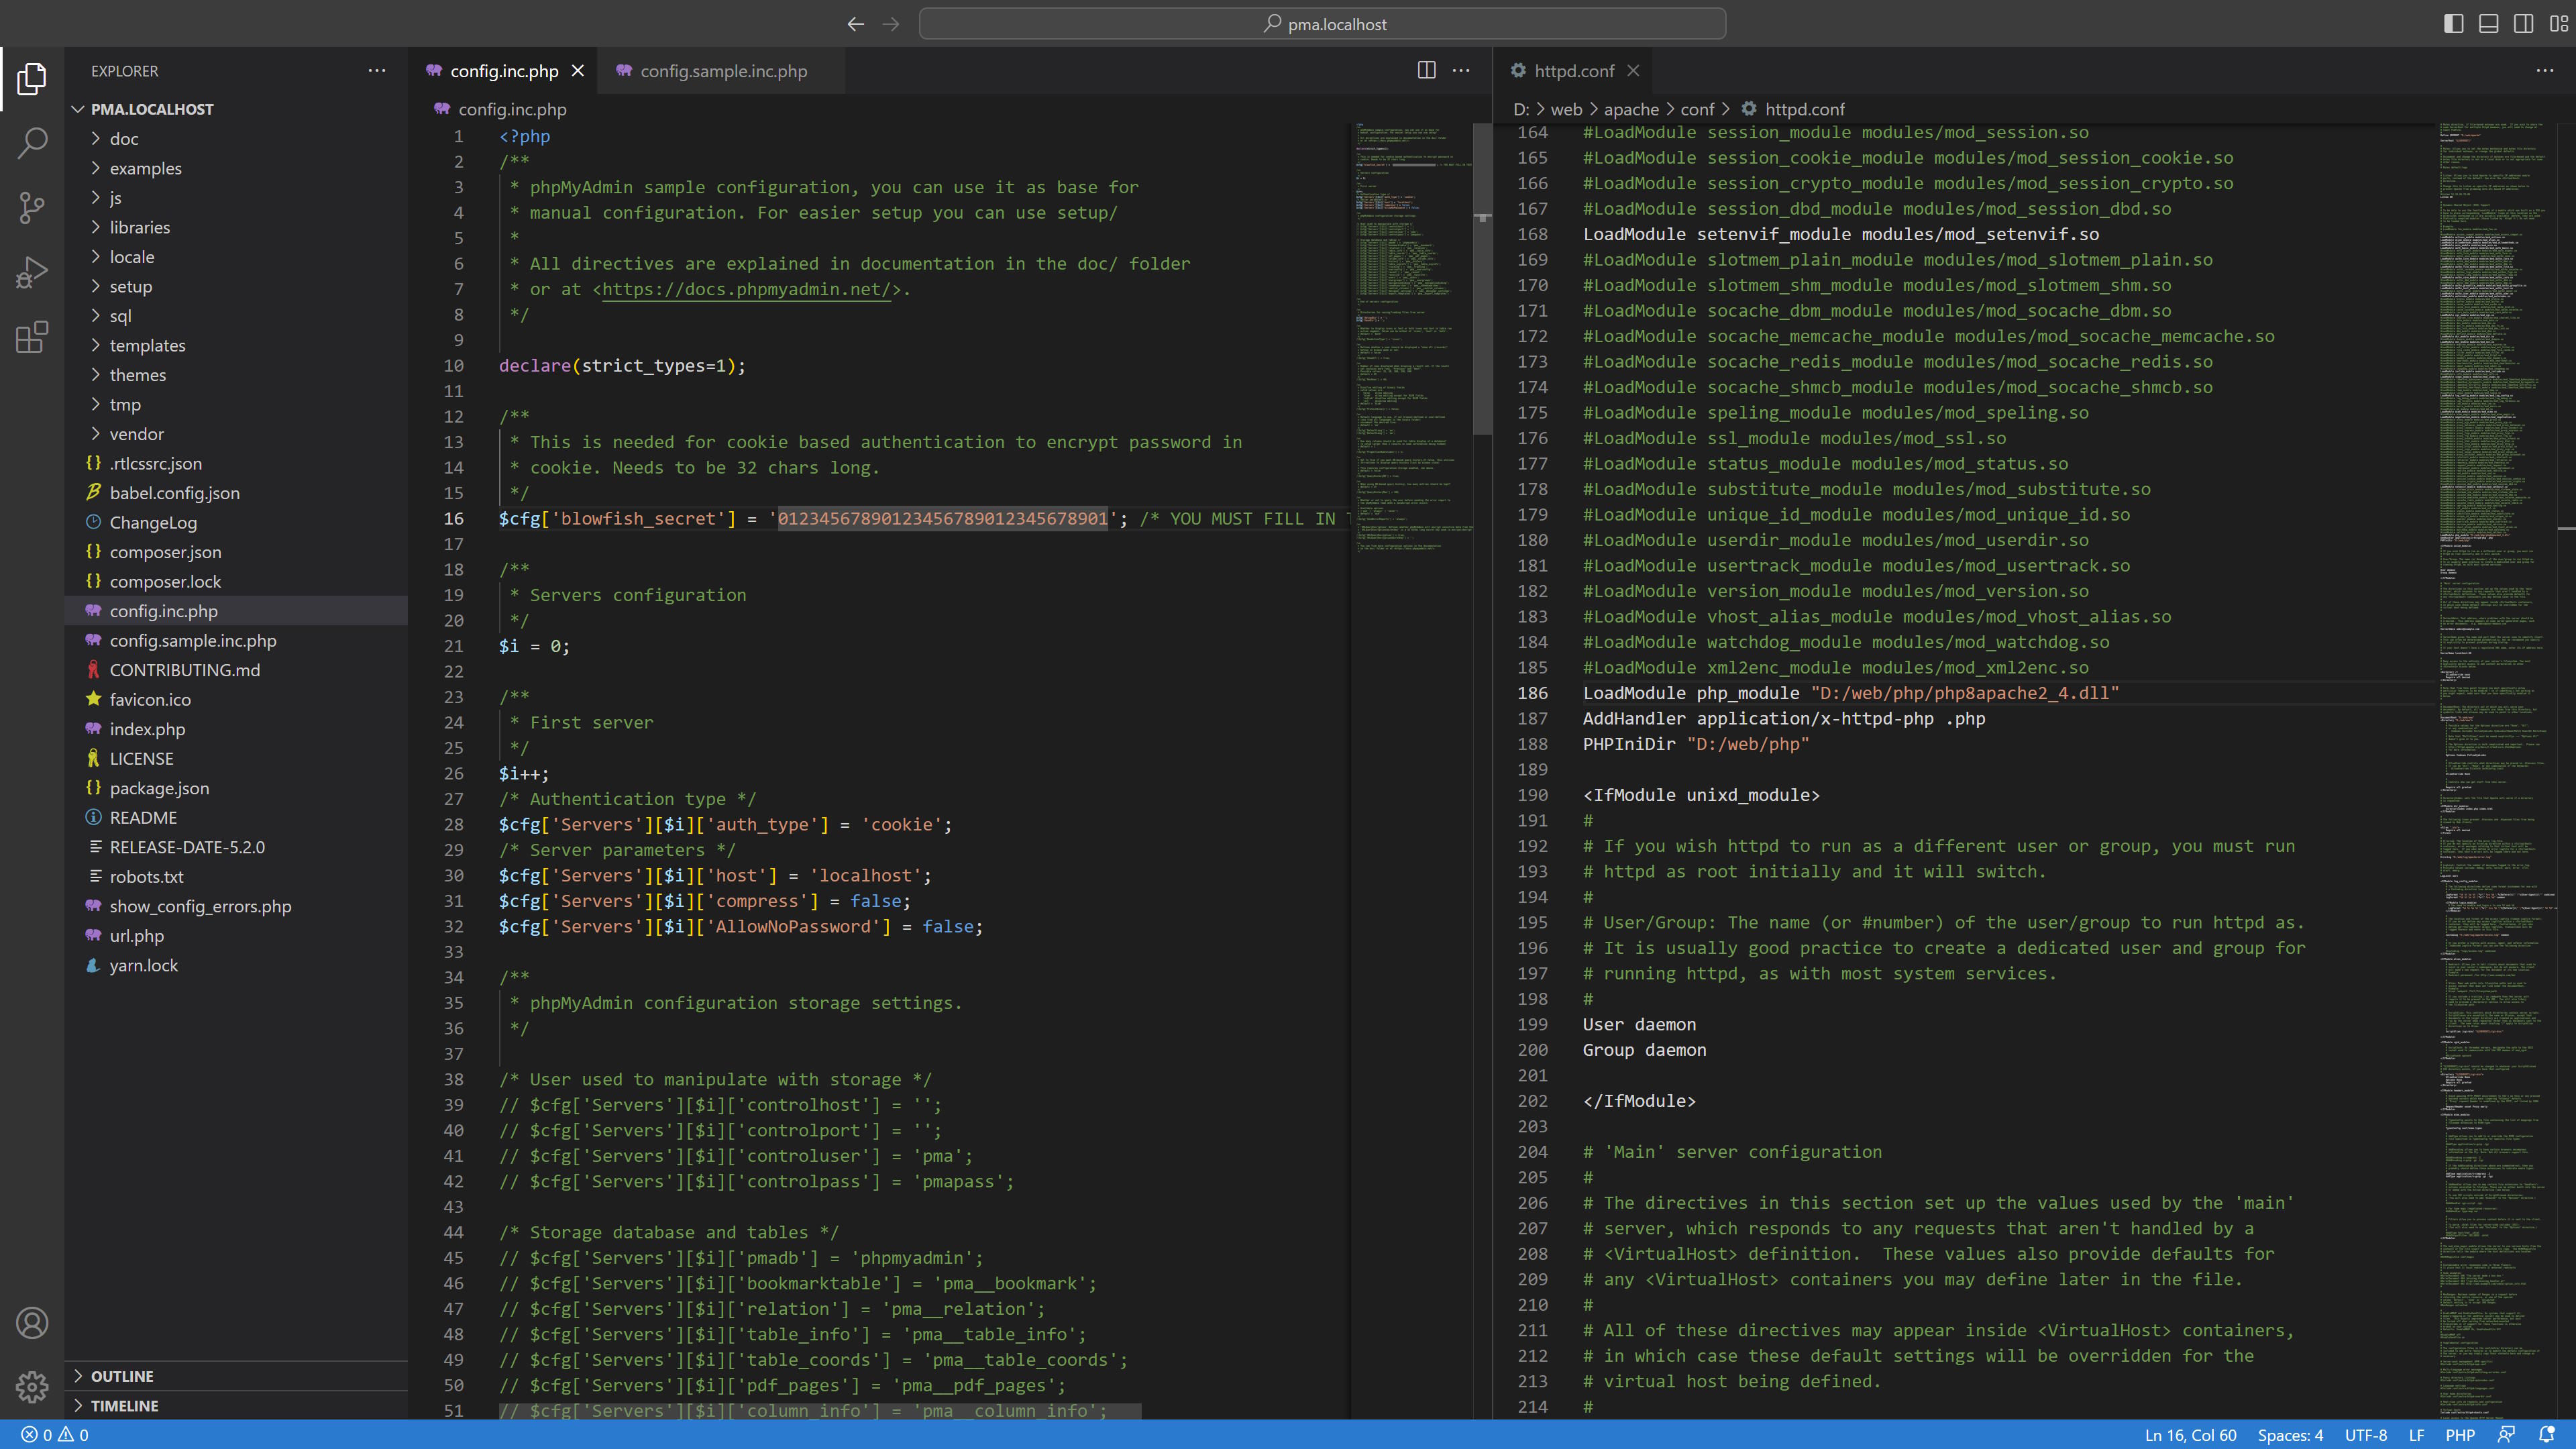 pma.localhost
EXPLORER
PMA.LOCALHOST
doc
examples
js
libraries
locale
setup
sql
templates
themes
tmp
vendor
.rtlcssrc.json
babel.config.json
ChangeLog
composer.json
composer.lock
config.inc.php
config.sample.inc.php
CONTRIBUTING.md
favicon.ico
index.php
LICENSE
package.json
README
RELEASE-DATE-5.2.0
robots.txt
show_config_errors.php
url.php
yarn.lock
OUTLINE
TIMELINE
config.inc.php
config.sample.inc.php
config.inc.php
1 <?php
2 /**
3 * phpMyAdmin sample configuration, you can use it as base for
4 * manual configuration. For easier setup you can use setup/
5 *
6 * All directives are explained in documentation in the doc/ folder
7 * or at <https://docs.phpmyadmin.net/>.
8 */
9
10 declare(strict_types=1);
11
12 /**
13 * This is needed for cookie based authentication to encrypt password in
14 * cookie. Needs to be 32 chars long.
15 */
16 $cfg['blowfish_secret'] = '01234567890123456789012345678901'; /* YOU MUST FILL IN
17
18 /**
19 * Servers configuration
20 */
21 $i = 0;
22
23 /**
24 * First server
25 */
26 $i++;
27 /* Authentication type */
28 $cfg['Servers'][$i]['auth_type'] = 'cookie';
29 /* Server parameters */
30 $cfg['Servers'][$i]['host'] = 'localhost';
31 $cfg['Servers'][$i]['compress'] = false;
32 $cfg['Servers'][$i]['AllowNoPassword'] = false;
33
34 /**
35 * phpMyAdmin configuration storage settings.
36 */
37
38 /* User used to manipulate with storage */
39 // $cfg['Servers'][$i]['controlhost'] = '';
40 // $cfg['Servers'][$i]['controlport'] = '';
41 // $cfg['Servers'][$i]['controluser'] = 'pma';
42 // $cfg['Servers'][$i]['controlpass'] = 'pmapass';
43
44 /* Storage database and tables */
45 // $cfg['Servers'][$i]['pmadb'] = 'phpmyadmin';
46 // $cfg['Servers'][$i]['bookmarktable'] = 'pma__bookmark';
47 // $cfg['Servers'][$i]['relation'] = 'pma__relation';
48 // $cfg['Servers'][$i]['table_info'] = 'pma__table_info';
49 // $cfg['Servers'][$i]['table_coords'] = 'pma__table_coords';
50 // $cfg['Servers'][$i]['pdf_pages'] = 'pma__pdf_pages';
51 // $cfg['Servers'][$i]['column_info'] = 'pma__column_info';
httpd.conf
D: > web > apache > conf > httpd.conf
164 #LoadModule session_module modules/mod_session.so
165 #LoadModule session_cookie_module modules/mod_session_cookie.so
166 #LoadModule session_crypto_module modules/mod_session_crypto.so
167 #LoadModule session_dbd_module modules/mod_session_dbd.so
168 LoadModule setenvif_module modules/mod_setenvif.so
169 #LoadModule slotmem_plain_module modules/mod_slotmem_plain.so
170 #LoadModule slotmem_shm_module modules/mod_slotmem_shm.so
171 #LoadModule socache_dbm_module modules/mod_socache_dbm.so
172 #LoadModule socache_memcache_module modules/mod_socache_memcache.so
173 #LoadModule socache_redis_module modules/mod_socache_redis.so
174 #LoadModule socache_shmcb_module modules/mod_socache_shmcb.so
175 #LoadModule speling_module modules/mod_speling.so
176 #LoadModule ssl_module modules/mod_ssl.so
177 #LoadModule status_module modules/mod_status.so
178 #LoadModule substitute_module modules/mod_substitute.so
179 #LoadModule unique_id_module modules/mod_unique_id.so
180 #LoadModule userdir_module modules/mod_userdir.so
181 #LoadModule usertrack_module modules/mod_usertrack.so
182 #LoadModule version_module modules/mod_version.so
183 #LoadModule vhost_alias_module modules/mod_vhost_alias.so
184 #LoadModule watchdog_module modules/mod_watchdog.so
185 #LoadModule xml2enc_module modules/mod_xml2enc.so
186 LoadModule php_module "D:/web/php/php8apache2_4.dll"
187 AddHandler application/x-httpd-php .php
188 PHPIniDir "D:/web/php"
189
190 <IfModule unixd_module>
191 #
192 # If you wish httpd to run as a different user or group, you must run
193 # httpd as root initially and it will switch.
194 #
195 # User/Group: The name (or #number) of the user/group to run httpd as.
196 # It is usually good practice to create a dedicated user and group for
197 # running httpd, as with most system services.
198 #
199 User daemon
200 Group daemon
201
202 </IfModule>
203
204 # 'Main' server configuration
205 #
206 # The directives in this section set up the values used by the 'main'
207 # server, which responds to any requests that aren't handled by a
208 # <VirtualHost> definition.  These values also provide defaults for
209 # any <VirtualHost> containers you may define later in the file.
210 #
211 # All of these directives may appear inside <VirtualHost> containers,
212 # in which case these default settings will be overridden for the
213 # virtual host being defined.
214 #
0 0
Ln 16, Col 60 Spaces: 4 UTF-8 LF PHP